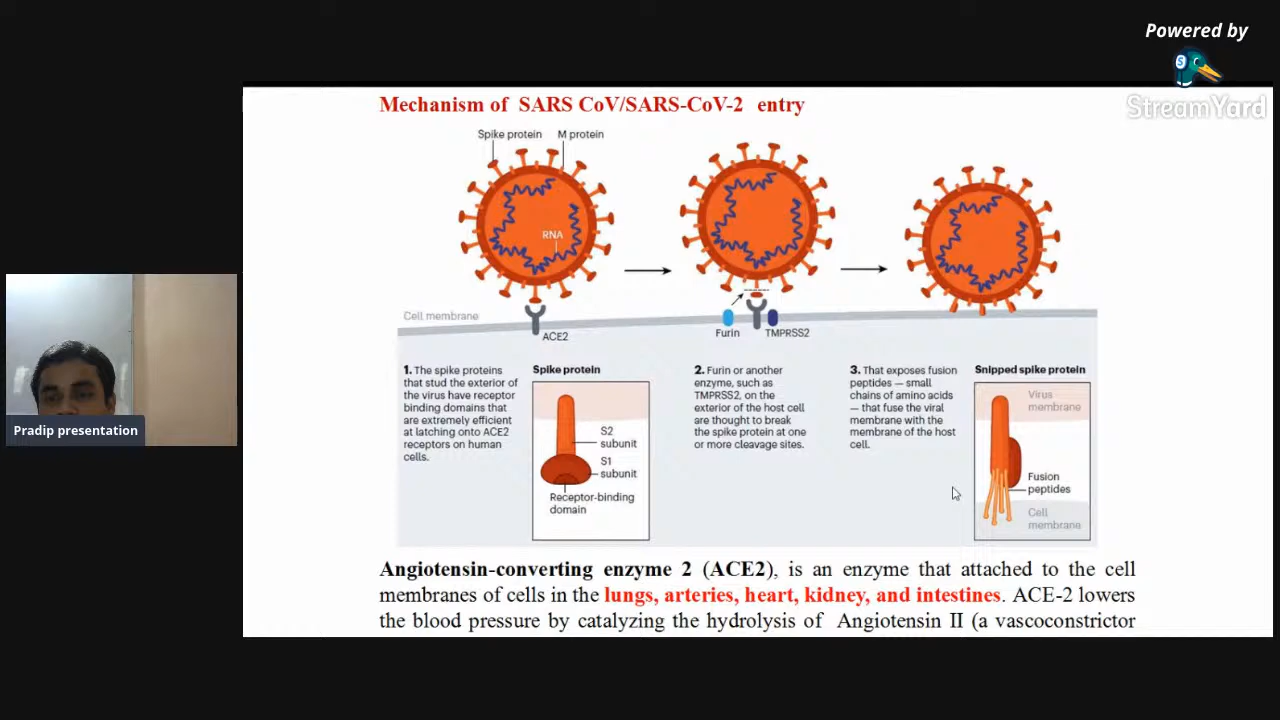 Powered by
StreamYard
Mechanism of SARS CoV/SARS-CoV-2 entry
Spike protein M protein
RNA
Cell membrane
ACE2
Furin TMPRSS2
1. The spike proteins
that stud the exterior of
the virus have receptor
binding domains that
are extremely efficient
at latching onto ACE2
receptors on human
cells.
Spike protein
S2
subunit
S1
subunit
Receptor-binding
domain
2. Furin or another
enzyme, such as
TMPRSS2, on the
exterior of the host cell
are thought to break
the spike protein at one
or more cleavage sites.
3. That exposes fusion
peptides — small
chains of amino acids
— that fuse the viral
membrane with the
membrane of the host
cell.
Snipped spike protein
Virus
membrane
Fusion
peptides
Cell
membrane
Pradip presentation
Angiotensin-converting enzyme 2 (ACE2), is an enzyme that attached to the cell
membranes of cells in the lungs, arteries, heart, kidney, and intestines. ACE-2 lowers
the blood pressure by catalyzing the hydrolysis of Angiotensin II (a vascoconstrictor